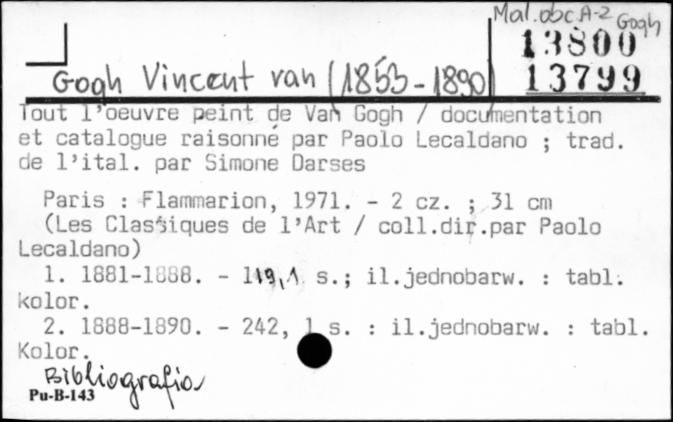 Mal.obc A-2 Gogh
13800
Gogh Vincent van (1853-1890)
13799
Tout l'oeuvre peint de Van Gogh / documentation
et catalogue raisonné par Paolo Lecaldano ; trad.
de l'ital. par Simone Darses
Paris : Flammarion, 1971. - 2 cz. ; 31 cm
(Les Classiques de l'Art / coll.dir.par Paolo
Lecaldano)
1. 1881-1888. - 119,1 s.; il.jednobarw. : tabl.
kolor.
2. 1888-1890. - 242, 1 s. : il.jednobarw. : tabl.
Kolor.
Bibliografia
Pu-B-143